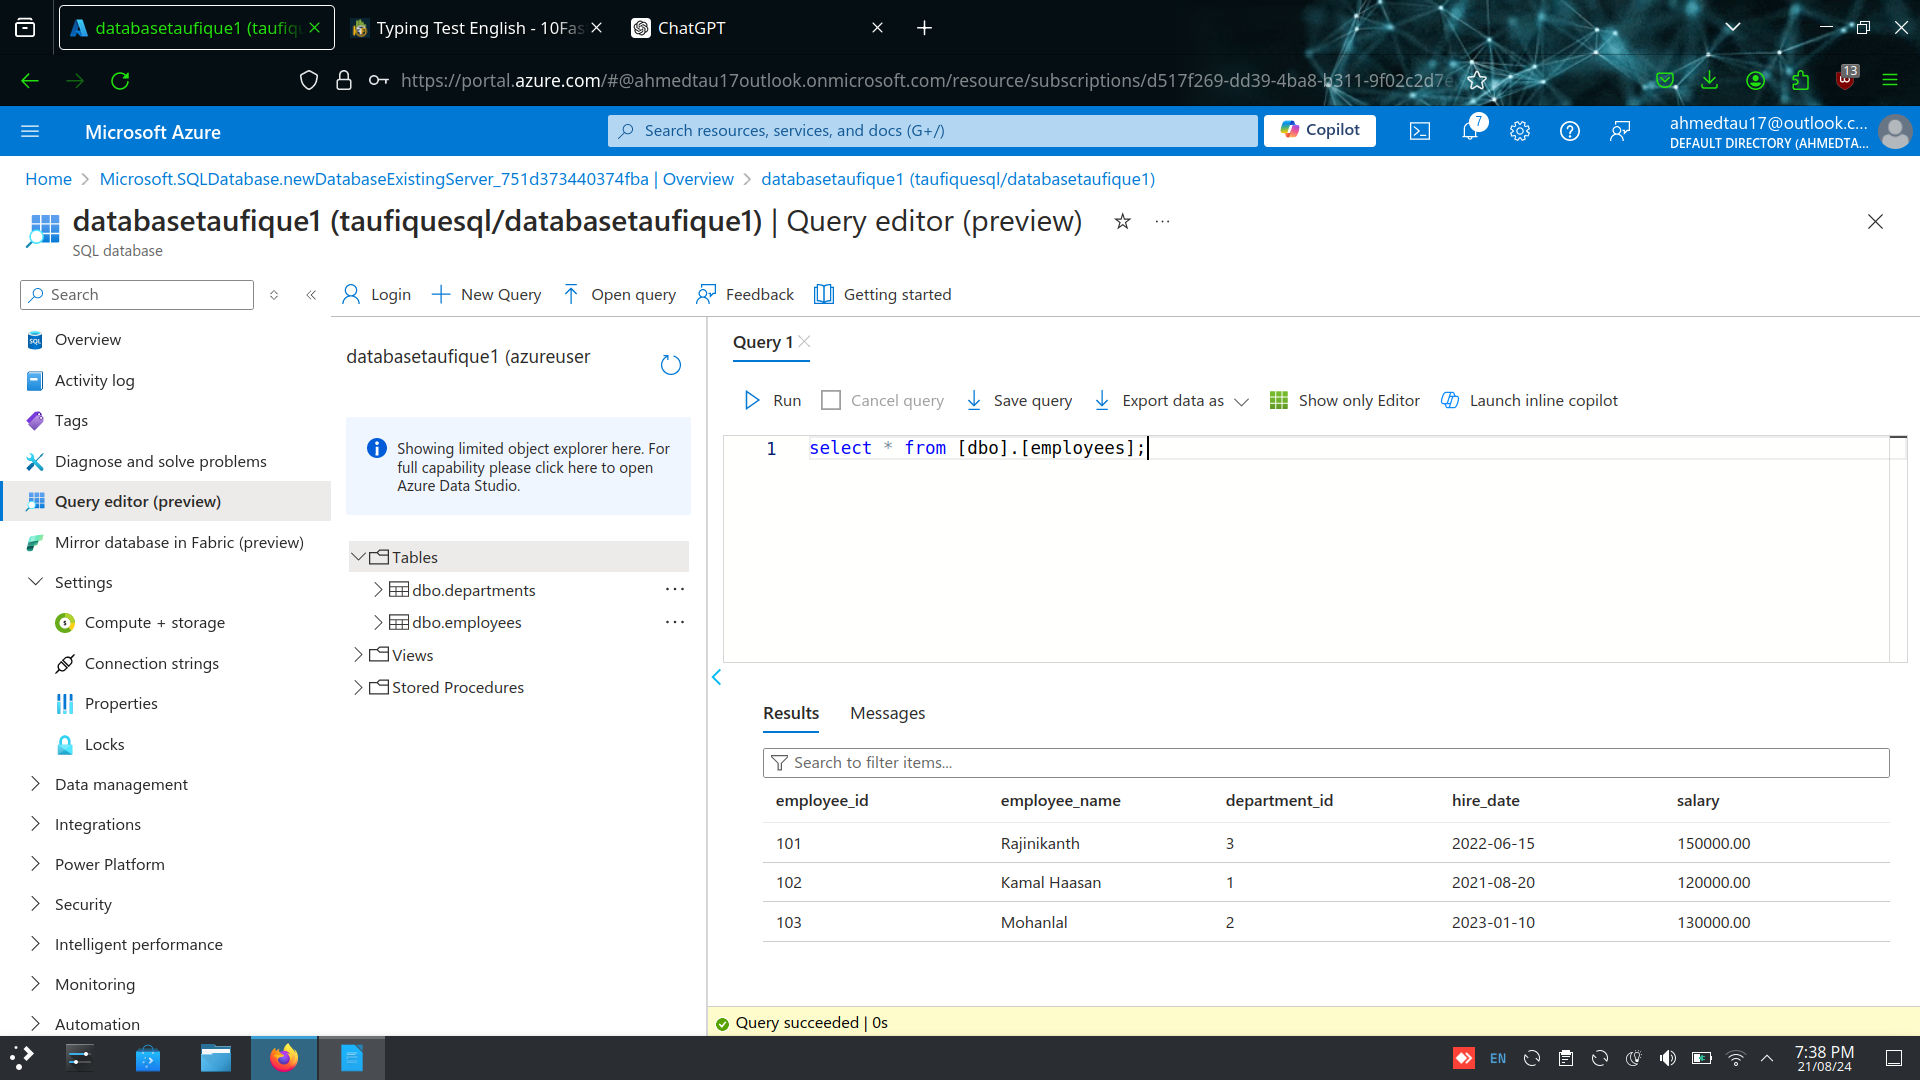 databasetaufique1 (taufiqu
Typing Test English - 10Fas
ChatGPT
https://portal.azure.com/#@ahmedtau17outlook.onmicrosoft.com/resource/subscriptions/d517f269-dd39-4ba8-b311-9f02c2d7e
13
Microsoft Azure
Search resources, services, and docs (G+/)
Copilot
7
ahmedtau17@outlook.c...
DEFAULT DIRECTORY (AHMEDTA...
Home > Microsoft.SQLDatabase.newDatabaseExistingServer_751d373440374fba | Overview > databasetaufique1 (taufiquesql/databasetaufique1)
databasetaufique1 (taufiquesql/databasetaufique1) | Query editor (preview)
SQL database
Search
Login
New Query
Open query
Feedback
Getting started
Overview
Activity log
Tags
Diagnose and solve problems
Query editor (preview)
Mirror database in Fabric (preview)
Settings
Compute + storage
Connection strings
Properties
Locks
Data management
Integrations
Power Platform
Security
Intelligent performance
Monitoring
Automation
databasetaufique1 (azureuser
Showing limited object explorer here. For
full capability please click here to open
Azure Data Studio.
Tables
dbo.departments
dbo.employees
Views
Stored Procedures
Query 1
Run
Cancel query
Save query
Export data as
Show only Editor
Launch inline copilot
1 select * from [dbo].[employees];
Results
Messages
Search to filter items...
employee_id employee_name department_id hire_date salary
101 Rajinikanth 3 2022-06-15 150000.00
102 Kamal Haasan 1 2021-08-20 120000.00
103 Mohanlal 2 2023-01-10 130000.00
Query succeeded | 0s
EN
7:38 PM
21/08/24